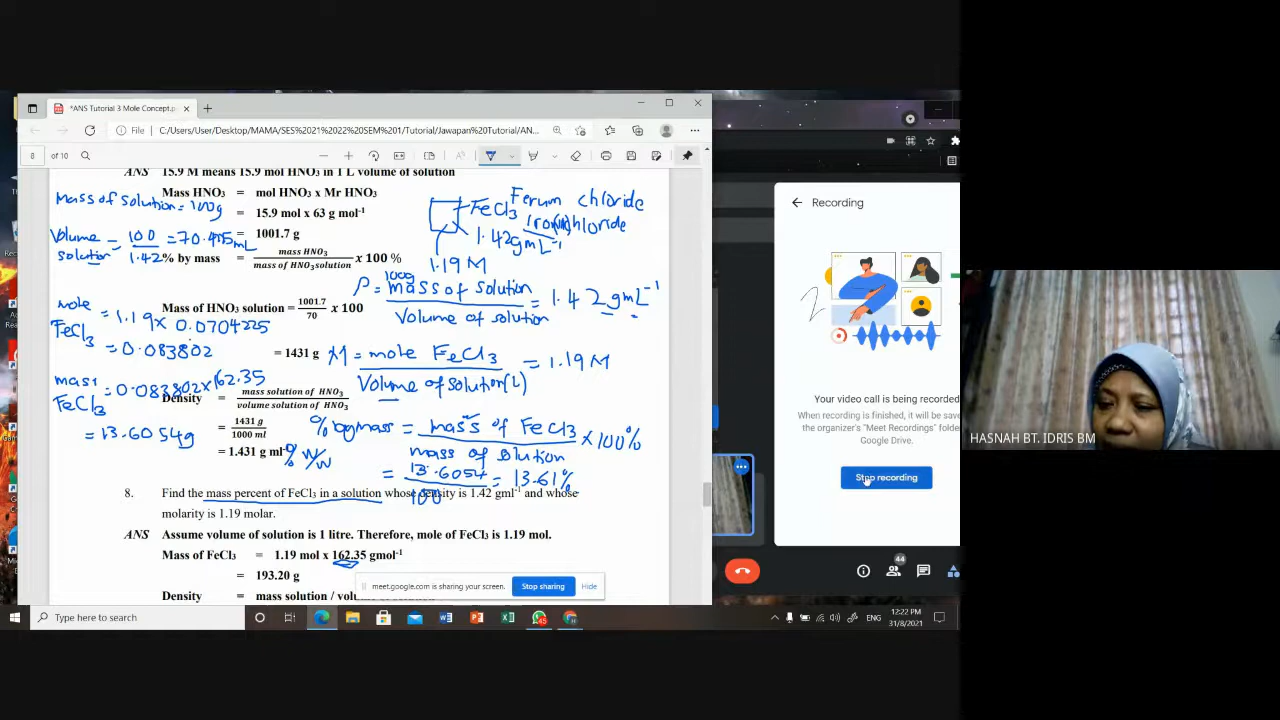 *ANS Tutorial 3 Mole Concept.p
File C:/Users/User/Desktop/MAMA/SES%2021%2022%20SEM%201/Tutorial/Jawapan%20Tutorial/AN...
8 of 10
ANS 15.9 M means 15.9 mol HNO3 in 1 L volume of solution
Mass HNO3 = mol HNO3 x Mr HNO3
= 15.9 mol x 63 g mol-1
= 1001.7 g
% by mass = mass HNO3 / mass of HNO3 solution x 100 %
Mass of HNO3 solution = 1001.7 / 70 x 100
= 1431 g
Density = mass solution of HNO3 / volume solution of HNO3
= 1431 g / 1000 ml
= 1.431 g ml-1
Mass of solution = 100g
Volume solution = 100 / 1.42 = 70.425 mL
mole FeCl3 = 1.19 x 0.0704225
= 0.083802
mass FeCl3 = 0.083802 x 162.35
= 13.6054g
FeCl3 Ferum chloride
Iron(III)chloride
1.42gmL-1
1.19 M
ρ = 100g mass of solution / Volume of solution = 1.42gmL-1
M = mole FeCl3 / Volume of solution(L) = 1.19M
% by mass = mass of FeCl3 / mass of solution x 100%
% w/w
= 13.6054 / 100 = 13.61%
8. Find the mass percent of FeCl3 in a solution whose density is 1.42 gml-1 and whose
molarity is 1.19 molar.
ANS Assume volume of solution is 1 litre. Therefore, mole of FeCl3 is 1.19 mol.
Mass of FeCl3 = 1.19 mol x 162.35 gmol-1
= 193.20 g
Density = mass solution /
meet.google.com is sharing your screen. Stop sharing Hide
Recording
2
Your video call is being recorded
When recording is finished, it will be save
the organizer's "Meet Recordings" folde
Google Drive.
Stop recording
44
HASNAH BT. IDRIS BM
Type here to search
45
ENG
12:22 PM
31/8/2021